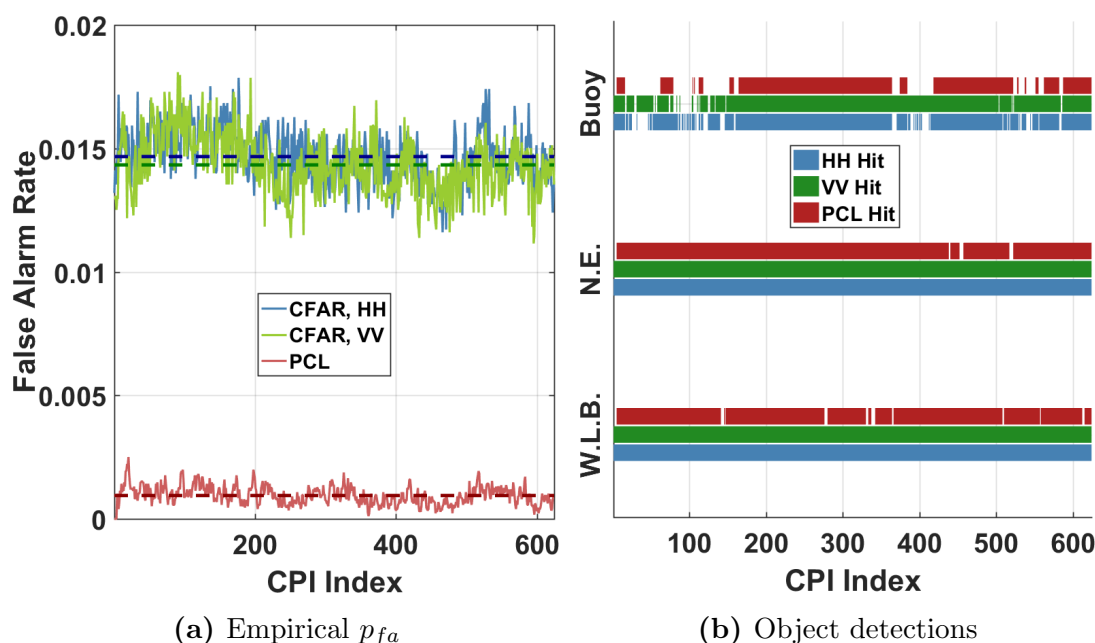 0.02
0.015
0.01
0.005
0
False Alarm Rate
CFAR, HH
CFAR, VV
PCL
200
400
600
CPI Index
(a) Empirical p_{fa}
Buoy
N.E.
W.L.B.
HH Hit
VV Hit
PCL Hit
100
200
300
400
500
600
CPI Index
(b) Object detections